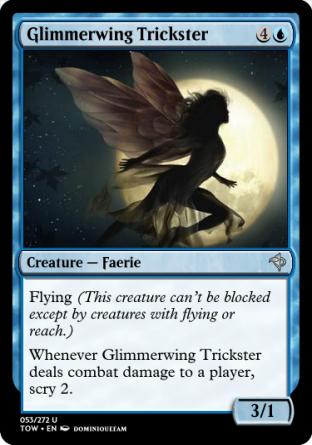 Glimmerwing Trickster 4
Creature — Faerie
Flying (This creature can't be blocked
except by creatures with flying or
reach.)
Whenever Glimmerwing Trickster
deals combat damage to a player,
scry 2.
3/1
053/272 U
TOW • EN DOMINIQUEIAM